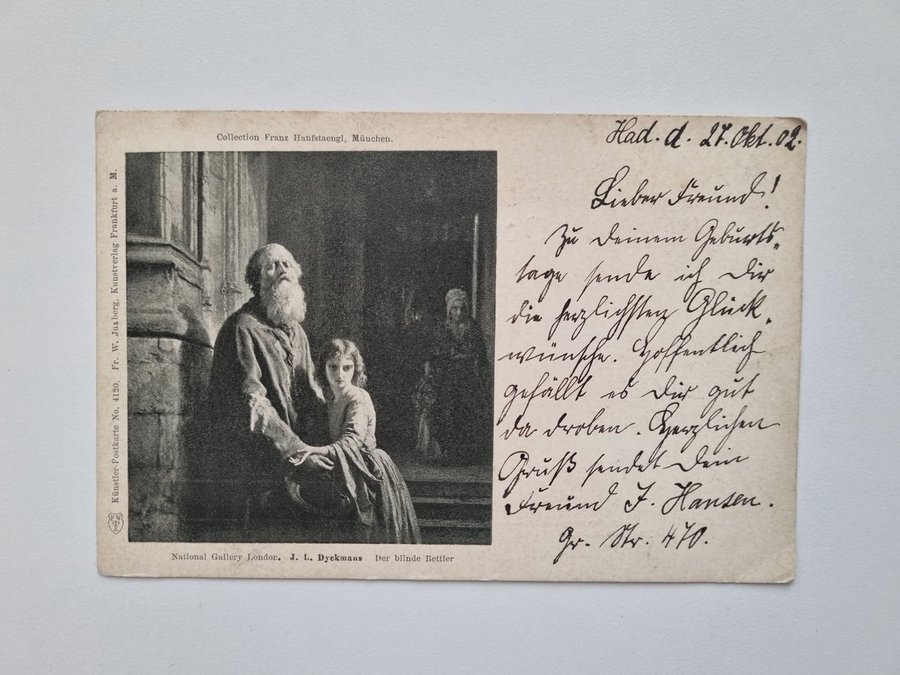 Collection Franz Hanfstaengl, München.
Künstler-Postkarte No. 4120. Fr. W. Juxberg, Kunstverlag Frankfurt a. M.
National Gallery London. J. L. Dyckmans Der blinde Bettler
Had. d. 27. Okt. 02.
Lieber Freund!
Zu Deinem Geburts-
tage sende ich Dir
die herzlichsten Glück-
wünsche. Hoffentlich
gefällt es Dir gut
da droben. Herzlichen
Gruß sendet Dein
Freund J. Hansen.
Gr. Str. 470.